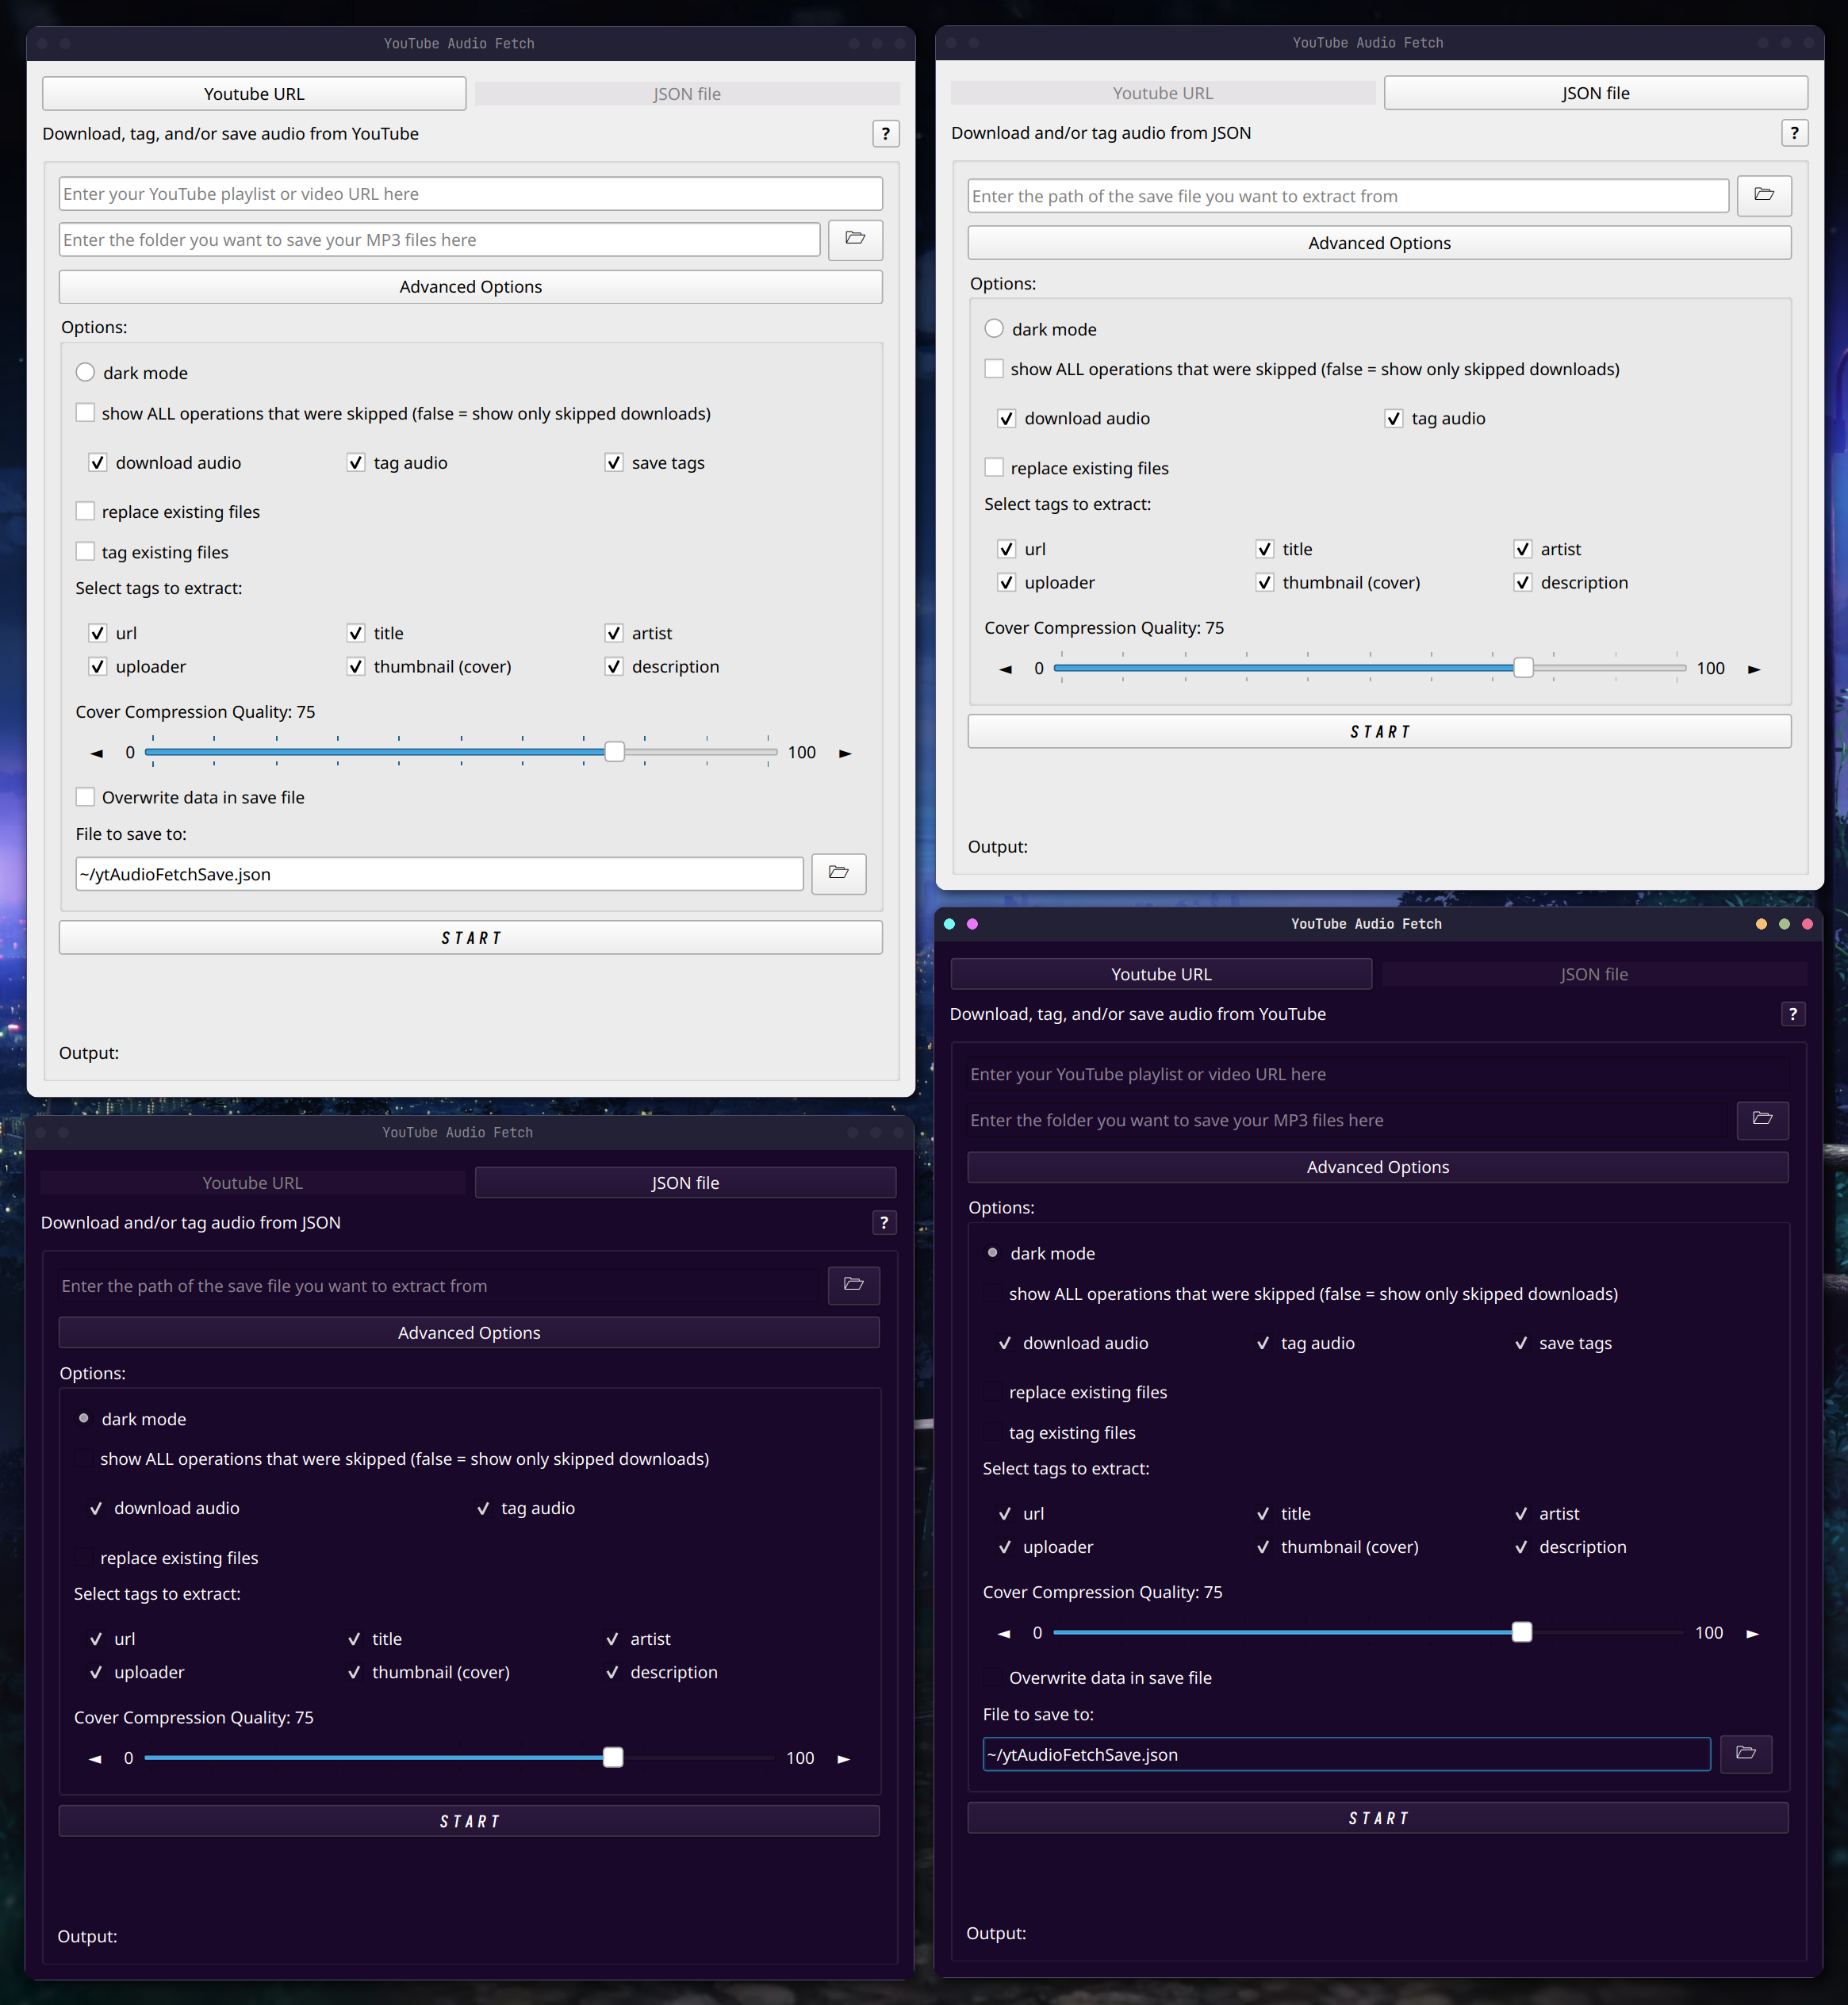 YouTube Audio Fetch
Youtube URL JSON file
Download, tag, and/or save audio from YouTube ?
Enter your YouTube playlist or video URL here
Enter the folder you want to save your MP3 files here
Advanced Options
Options:
dark mode
show ALL operations that were skipped (false = show only skipped downloads)
download audio tag audio save tags
replace existing files
tag existing files
Select tags to extract:
url title artist
uploader thumbnail (cover) description
Cover Compression Quality: 75
◄ 0 100 ►
Overwrite data in save file
File to save to:
~/ytAudioFetchSave.json
START
Output:
YouTube Audio Fetch
Youtube URL JSON file
Download and/or tag audio from JSON ?
Enter the path of the save file you want to extract from
Advanced Options
Options:
dark mode
show ALL operations that were skipped (false = show only skipped downloads)
download audio tag audio
replace existing files
Select tags to extract:
url title artist
uploader thumbnail (cover) description
Cover Compression Quality: 75
◄ 0 100 ►
START
Output:
YouTube Audio Fetch
Youtube URL JSON file
Download and/or tag audio from JSON ?
Enter the path of the save file you want to extract from
Advanced Options
Options:
dark mode
show ALL operations that were skipped (false = show only skipped downloads)
download audio tag audio
replace existing files
Select tags to extract:
url title artist
uploader thumbnail (cover) description
Cover Compression Quality: 75
◄ 0 100 ►
START
Output:
YouTube Audio Fetch
Youtube URL JSON file
Download, tag, and/or save audio from YouTube ?
Enter your YouTube playlist or video URL here
Enter the folder you want to save your MP3 files here
Advanced Options
Options:
dark mode
show ALL operations that were skipped (false = show only skipped downloads)
download audio tag audio save tags
replace existing files
tag existing files
Select tags to extract:
url title artist
uploader thumbnail (cover) description
Cover Compression Quality: 75
◄ 0 100 ►
Overwrite data in save file
File to save to:
~/ytAudioFetchSave.json
START
Output: